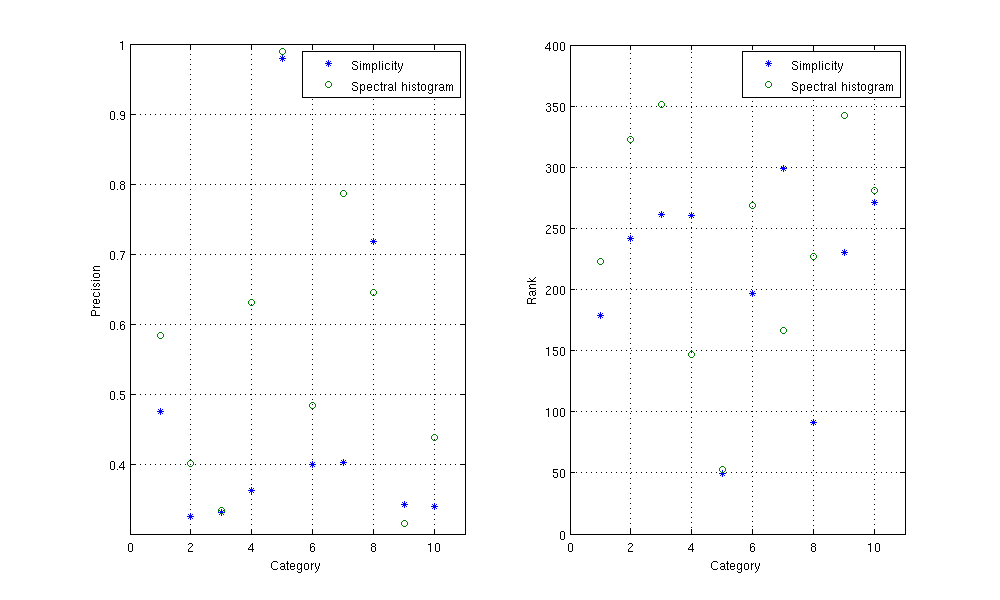 1
0.9
0.8
0.7
0.6
0.5
0.4
Precision
0 2 4 6 8 10
Category
Simplicity
Spectral histogram
400
350
300
250
200
150
100
50
0
Rank
0 2 4 6 8 10
Category
Simplicity
Spectral histogram